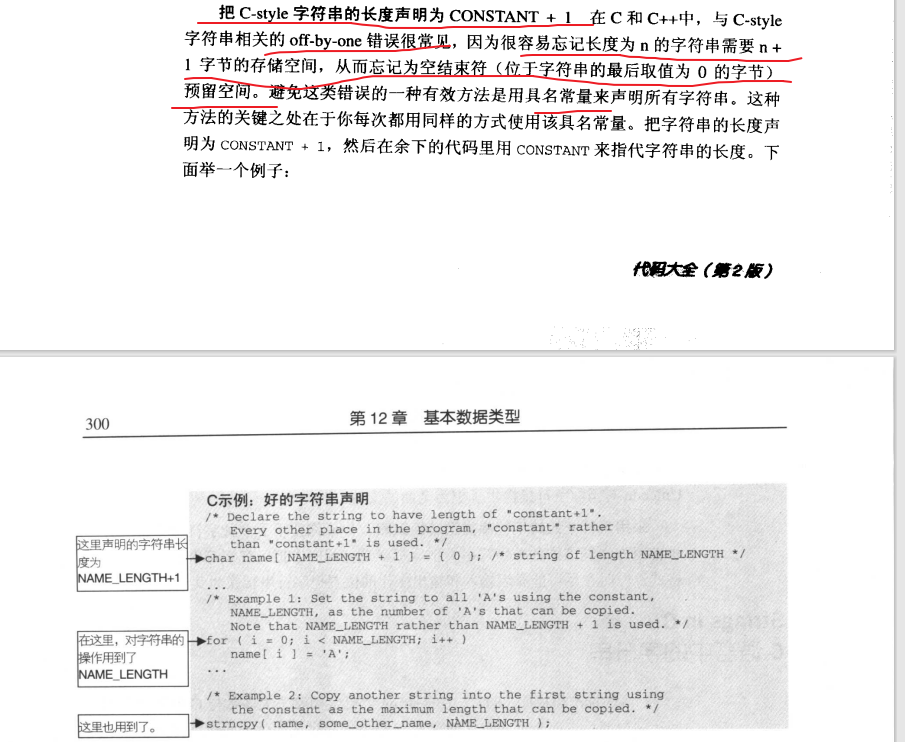 把 C-style 字符串的长度声明为 CONSTANT + 1 在 C 和 C++中，与 C-style
字符串相关的 off-by-one 错误很常见，因为很容易忘记长度为 n 的字符串需要 n +
1 字节的存储空间，从而忘记为空结束符（位于字符串的最后取值为 0 的字节）
预留空间。避免这类错误的一种有效方法是用具名常量来声明所有字符串。这种
方法的关键之处在于你每次都用同样的方式使用该具名常量。把字符串的长度声
明为 CONSTANT + 1，然后在余下的代码里用 CONSTANT 来指代字符串的长度。下
面举一个例子：
代码大全（第2版）
300
第 12 章 基本数据类型
C示例：好的字符串声明
/* Declare the string to have length of "constant+1".
Every other place in the program, "constant" rather
than "constant+1" is used. */
这里声明的字符串长
度为
NAME_LENGTH+1
char name[ NAME_LENGTH + 1 ] = { 0 }; /* string of length NAME_LENGTH */
...
/* Example 1: Set the string to all 'A's using the constant,
NAME_LENGTH, as the number of 'A's that can be copied.
Note that NAME_LENGTH rather than NAME_LENGTH + 1 is used. */
在这里，对字符串的
操作用到了
NAME_LENGTH
for ( i = 0; i < NAME_LENGTH; i++ )
name[ i ] = 'A';
...
/* Example 2: Copy another string into the first string using
the constant as the maximum length that can be copied. */
这里也用到了。
strncpy( name, some_other_name, NAME_LENGTH );